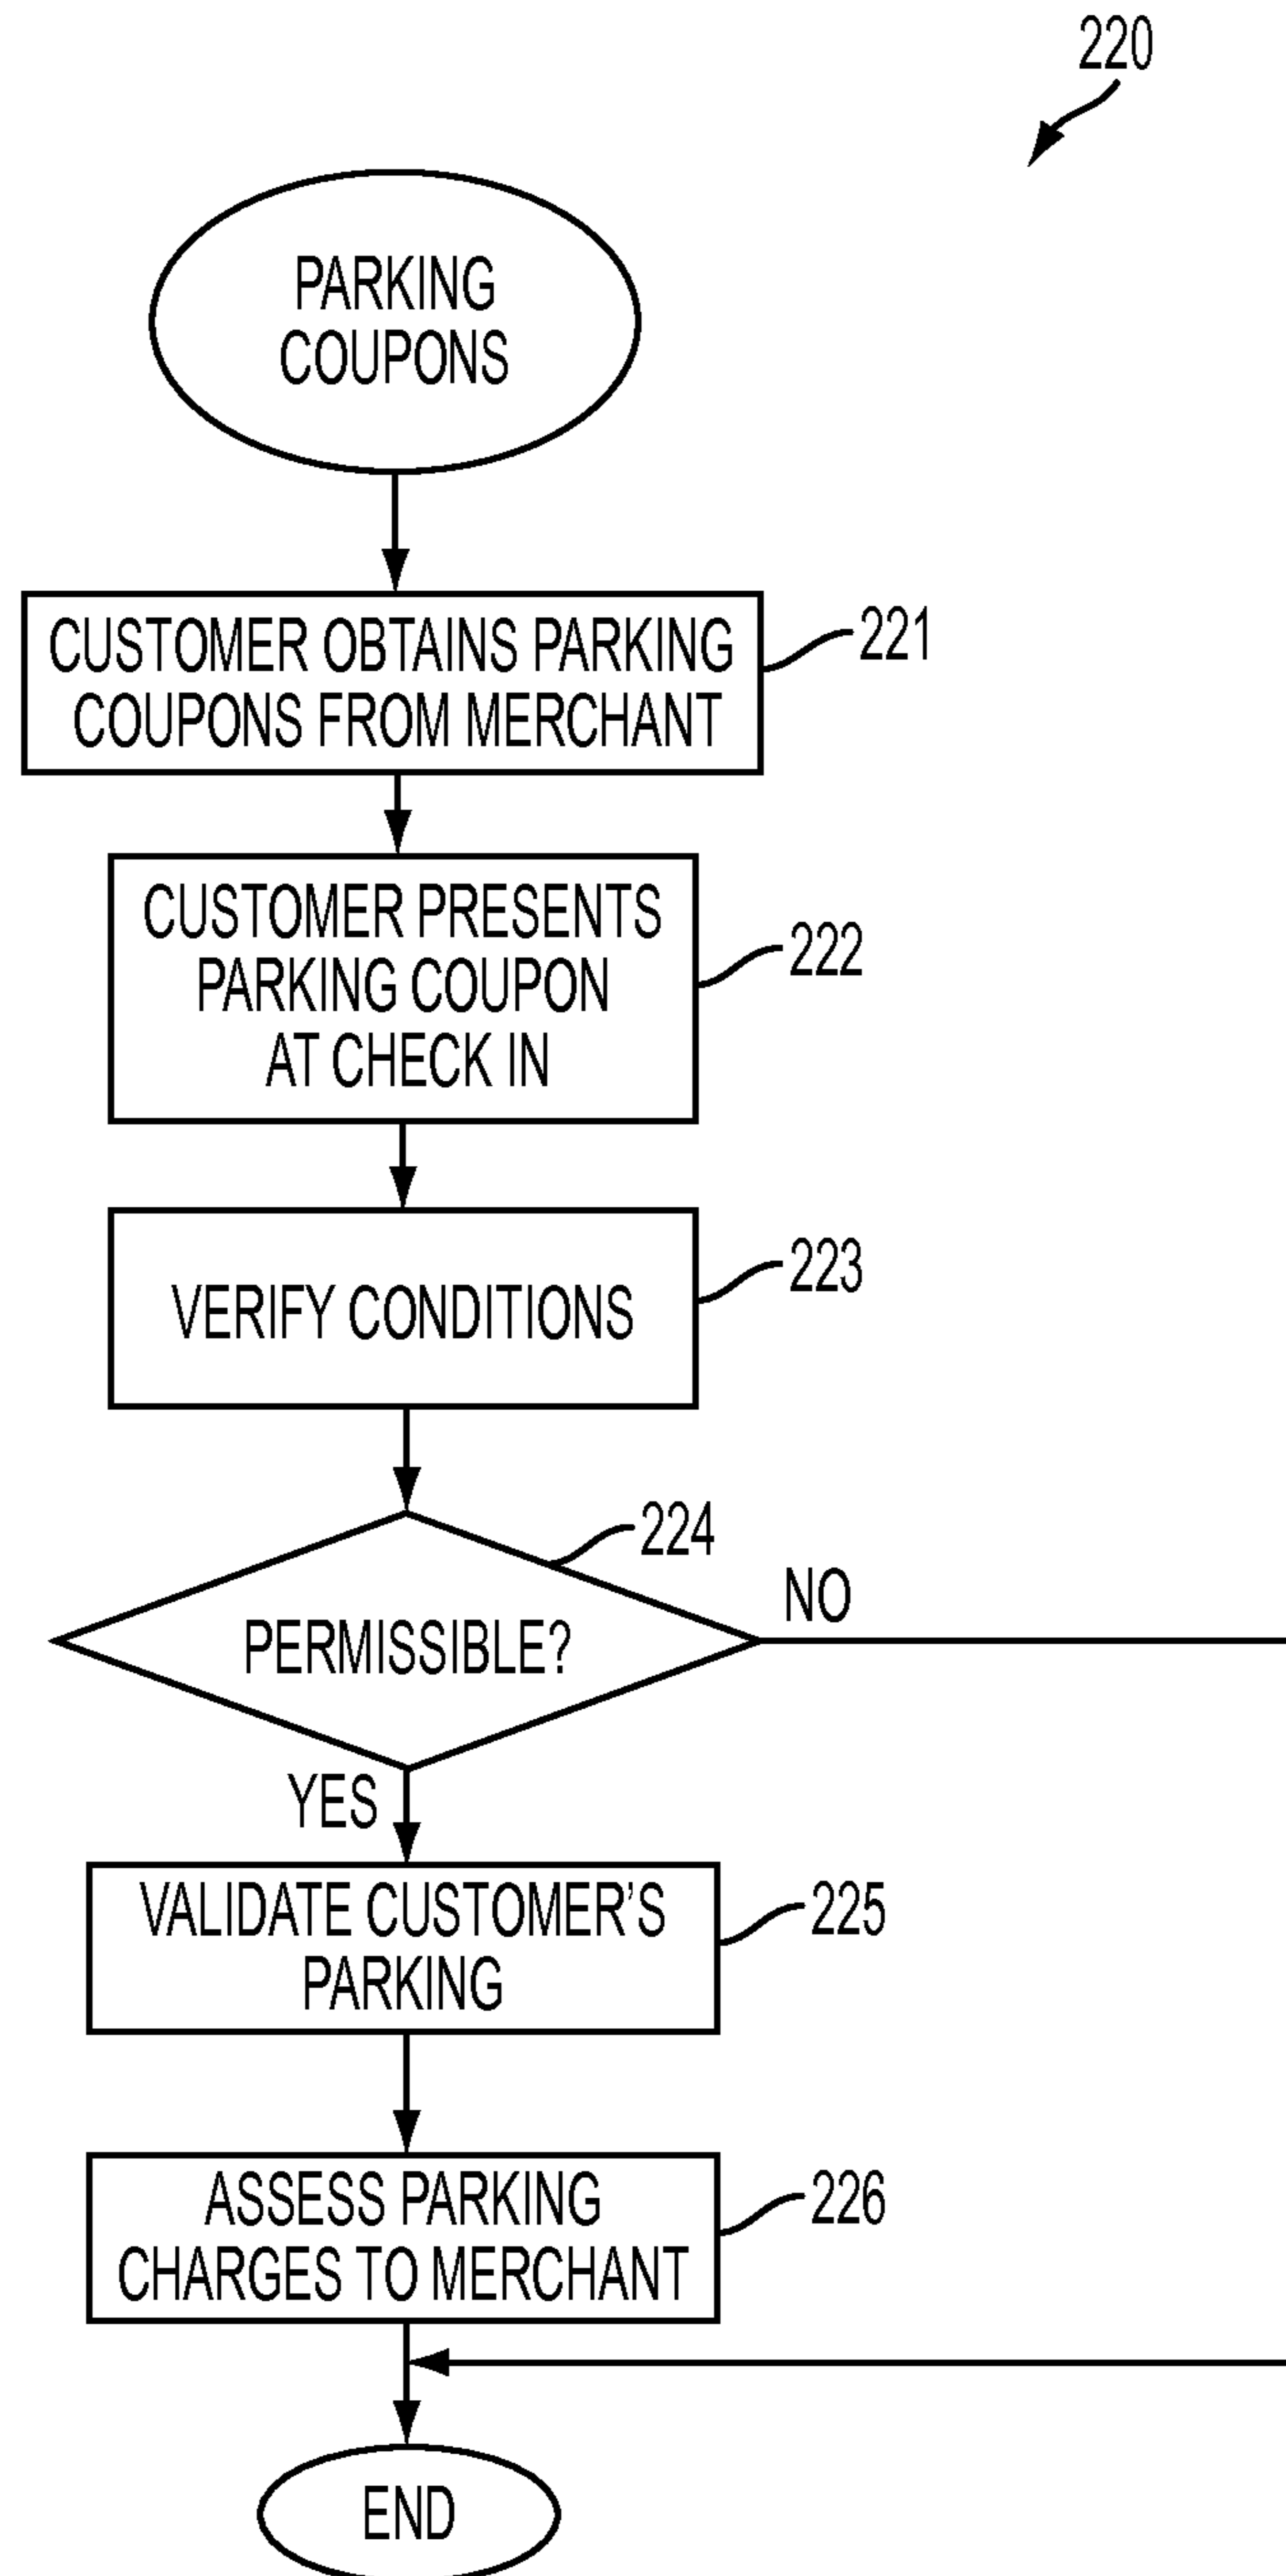 220
PARKING
COUPONS
CUSTOMER OBTAINS PARKING
COUPONS FROM MERCHANT
221
CUSTOMER PRESENTS
PARKING COUPON
AT CHECK IN
222
VERIFY CONDITIONS
223
224
PERMISSIBLE?
NO
YES
VALIDATE CUSTOMER'S
PARKING
225
ASSESS PARKING
CHARGES TO MERCHANT
226
END